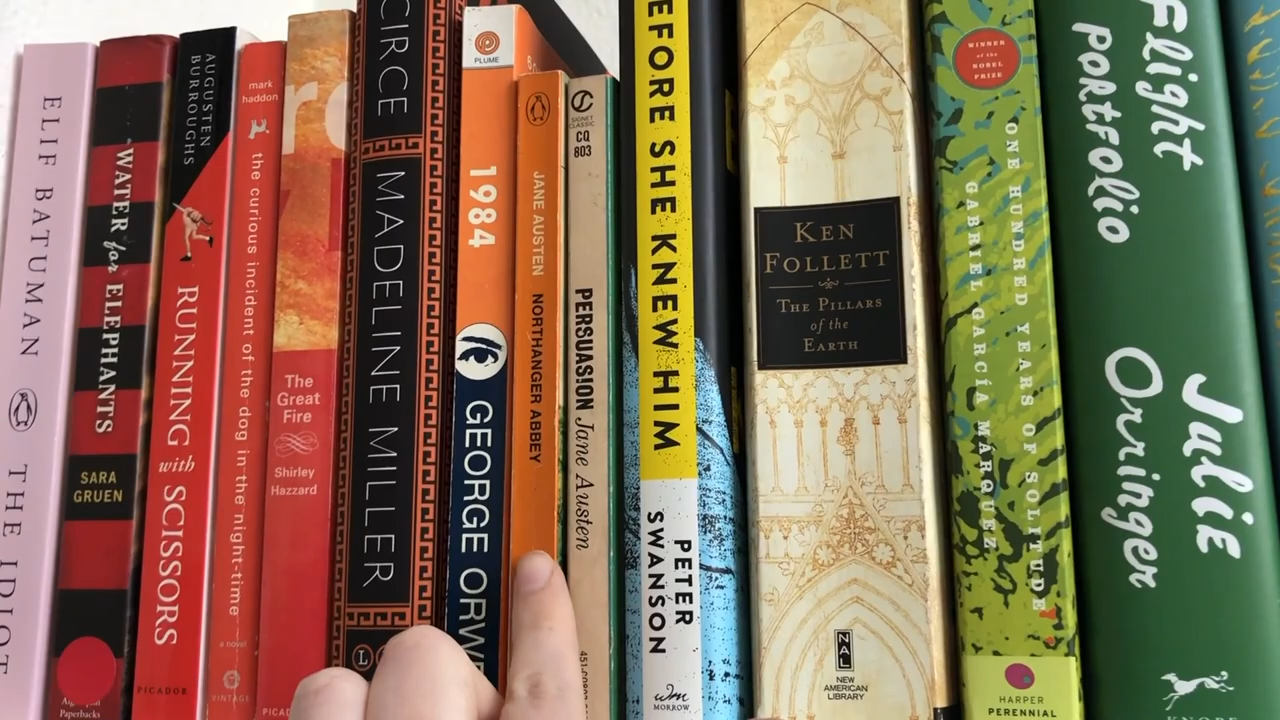 ELIF BATUMAN
THE IDIOT
WATER for ELEPHANTS
SARA
GRUEN
Paperbacks
AUGUSTEN
BURROUGHS
RUNNING with SCISSORS
PICADOR
mark
haddon
the curious incident of the dog in the night-time
a novel
VINTAGE
The
Great
Fire
Shirley
Hazzard
PICAD
CIRCE
MADELINE MILLER
PLUME
1984
GEORGE ORW
JANE AUSTEN
NORTHANGER ABBEY
SIGNET
CLASSIC
CQ
803
PERSUASION Jane Austen
EFORE SHE KNEW HIM
PETER
SWANSON
wm
MORROW
KEN
FOLLETT
THE PILLARS
of the
EARTH
NAL
NEW
AMERICAN
LIBRARY
WINNER
of the
NOBEL
PRIZE
ONE HUNDRED YEARS OF SOLITUDE
GABRIEL GARCÍA MÁRQUEZ
HARPER
PERENNIAL
Flight
Portfolio
Julie
Orringer
KNOPF